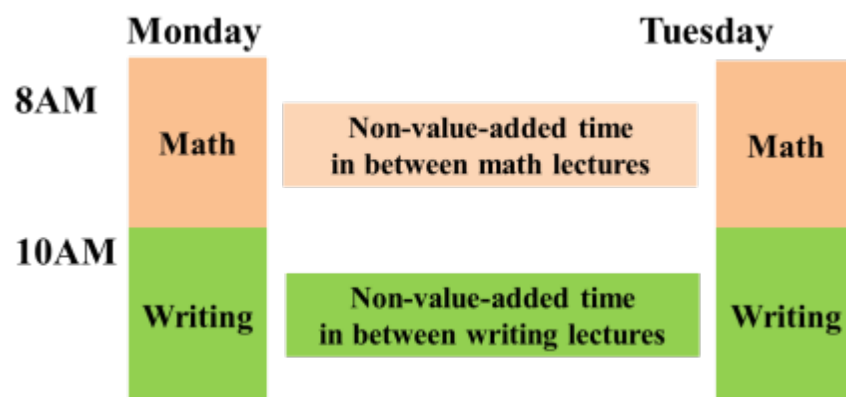 Monday
Tuesday
8AM
Math
Non-value-added time
in between math lectures
Math
10AM
Writing
Non-value-added time
in between writing lectures
Writing